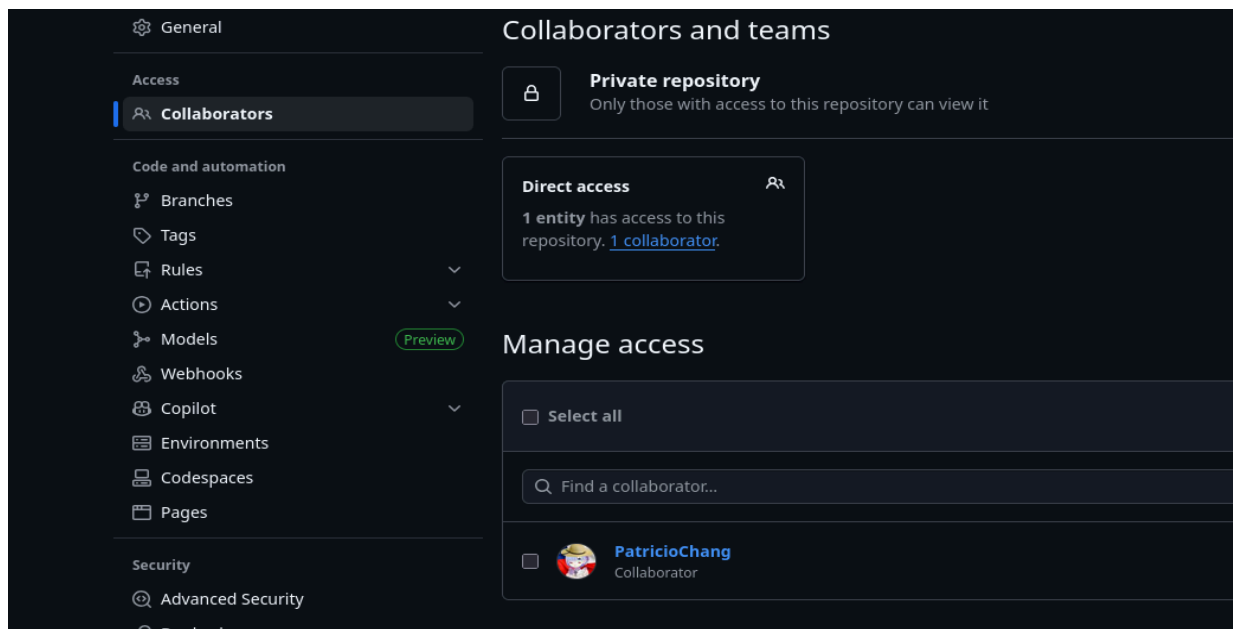 General
Access
Collaborators
Code and automation
Branches
Tags
Rules
Actions
Models Preview
Webhooks
Copilot
Environments
Codespaces
Pages
Security
Advanced Security
Collaborators and teams
Private repository
Only those with access to this repository can view it
Direct access
1 entity has access to this
repository. 1 collaborator.
Manage access
Select all
Find a collaborator...
PatricioChang
Collaborator